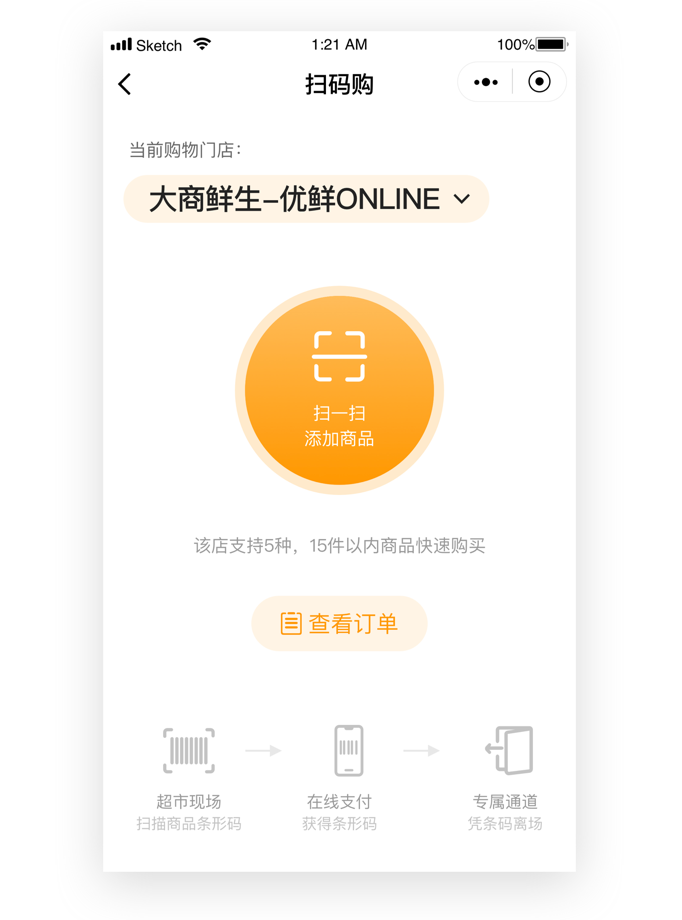 Sketch 1:21 AM 100%
扫码购
当前购物门店：
大商鲜生–优鲜ONLINE
扫一扫
添加商品
该店支持5种，15件以内商品快速购买
查看订单
超市现场 在线支付 专属通道
扫描商品条形码 获得条形码 凭条码离场